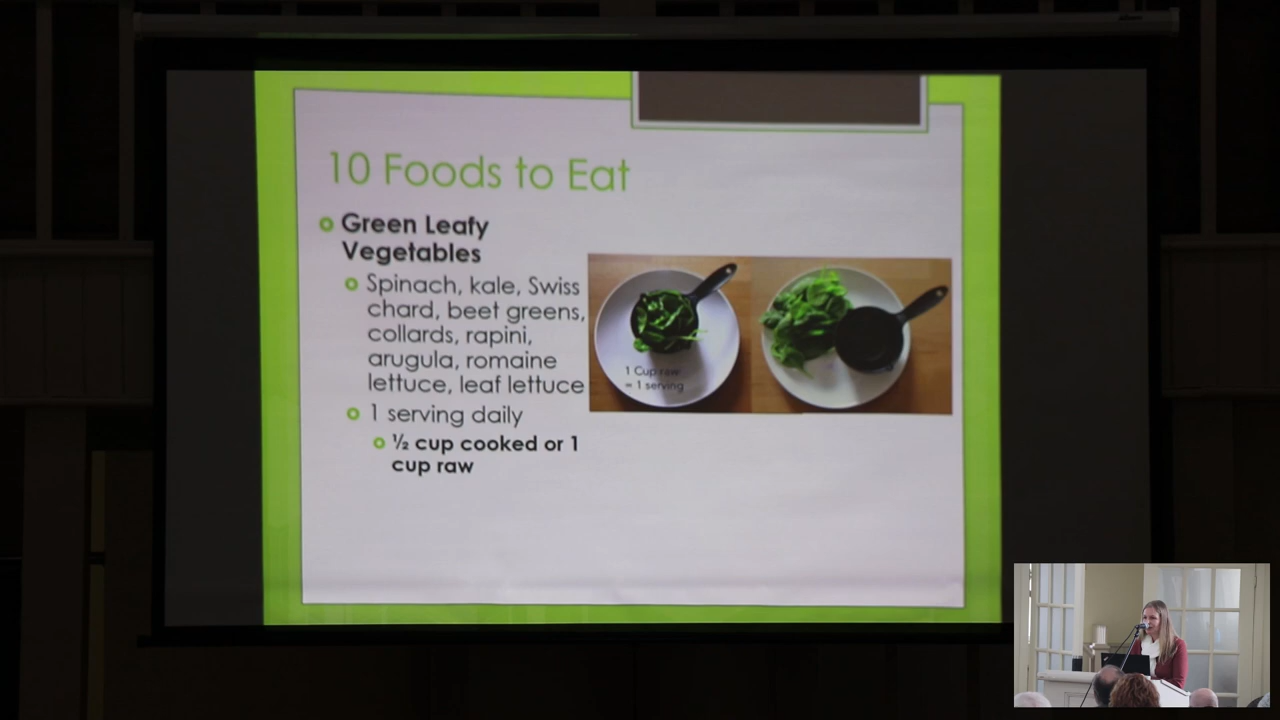 10 Foods to Eat
Green Leafy
Vegetables
Spinach, kale, Swiss
chard, beet greens,
collards, rapini,
arugula, romaine
lettuce, leaf lettuce
1 serving daily
½ cup cooked or 1
cup raw
1 Cup raw
= 1 serving